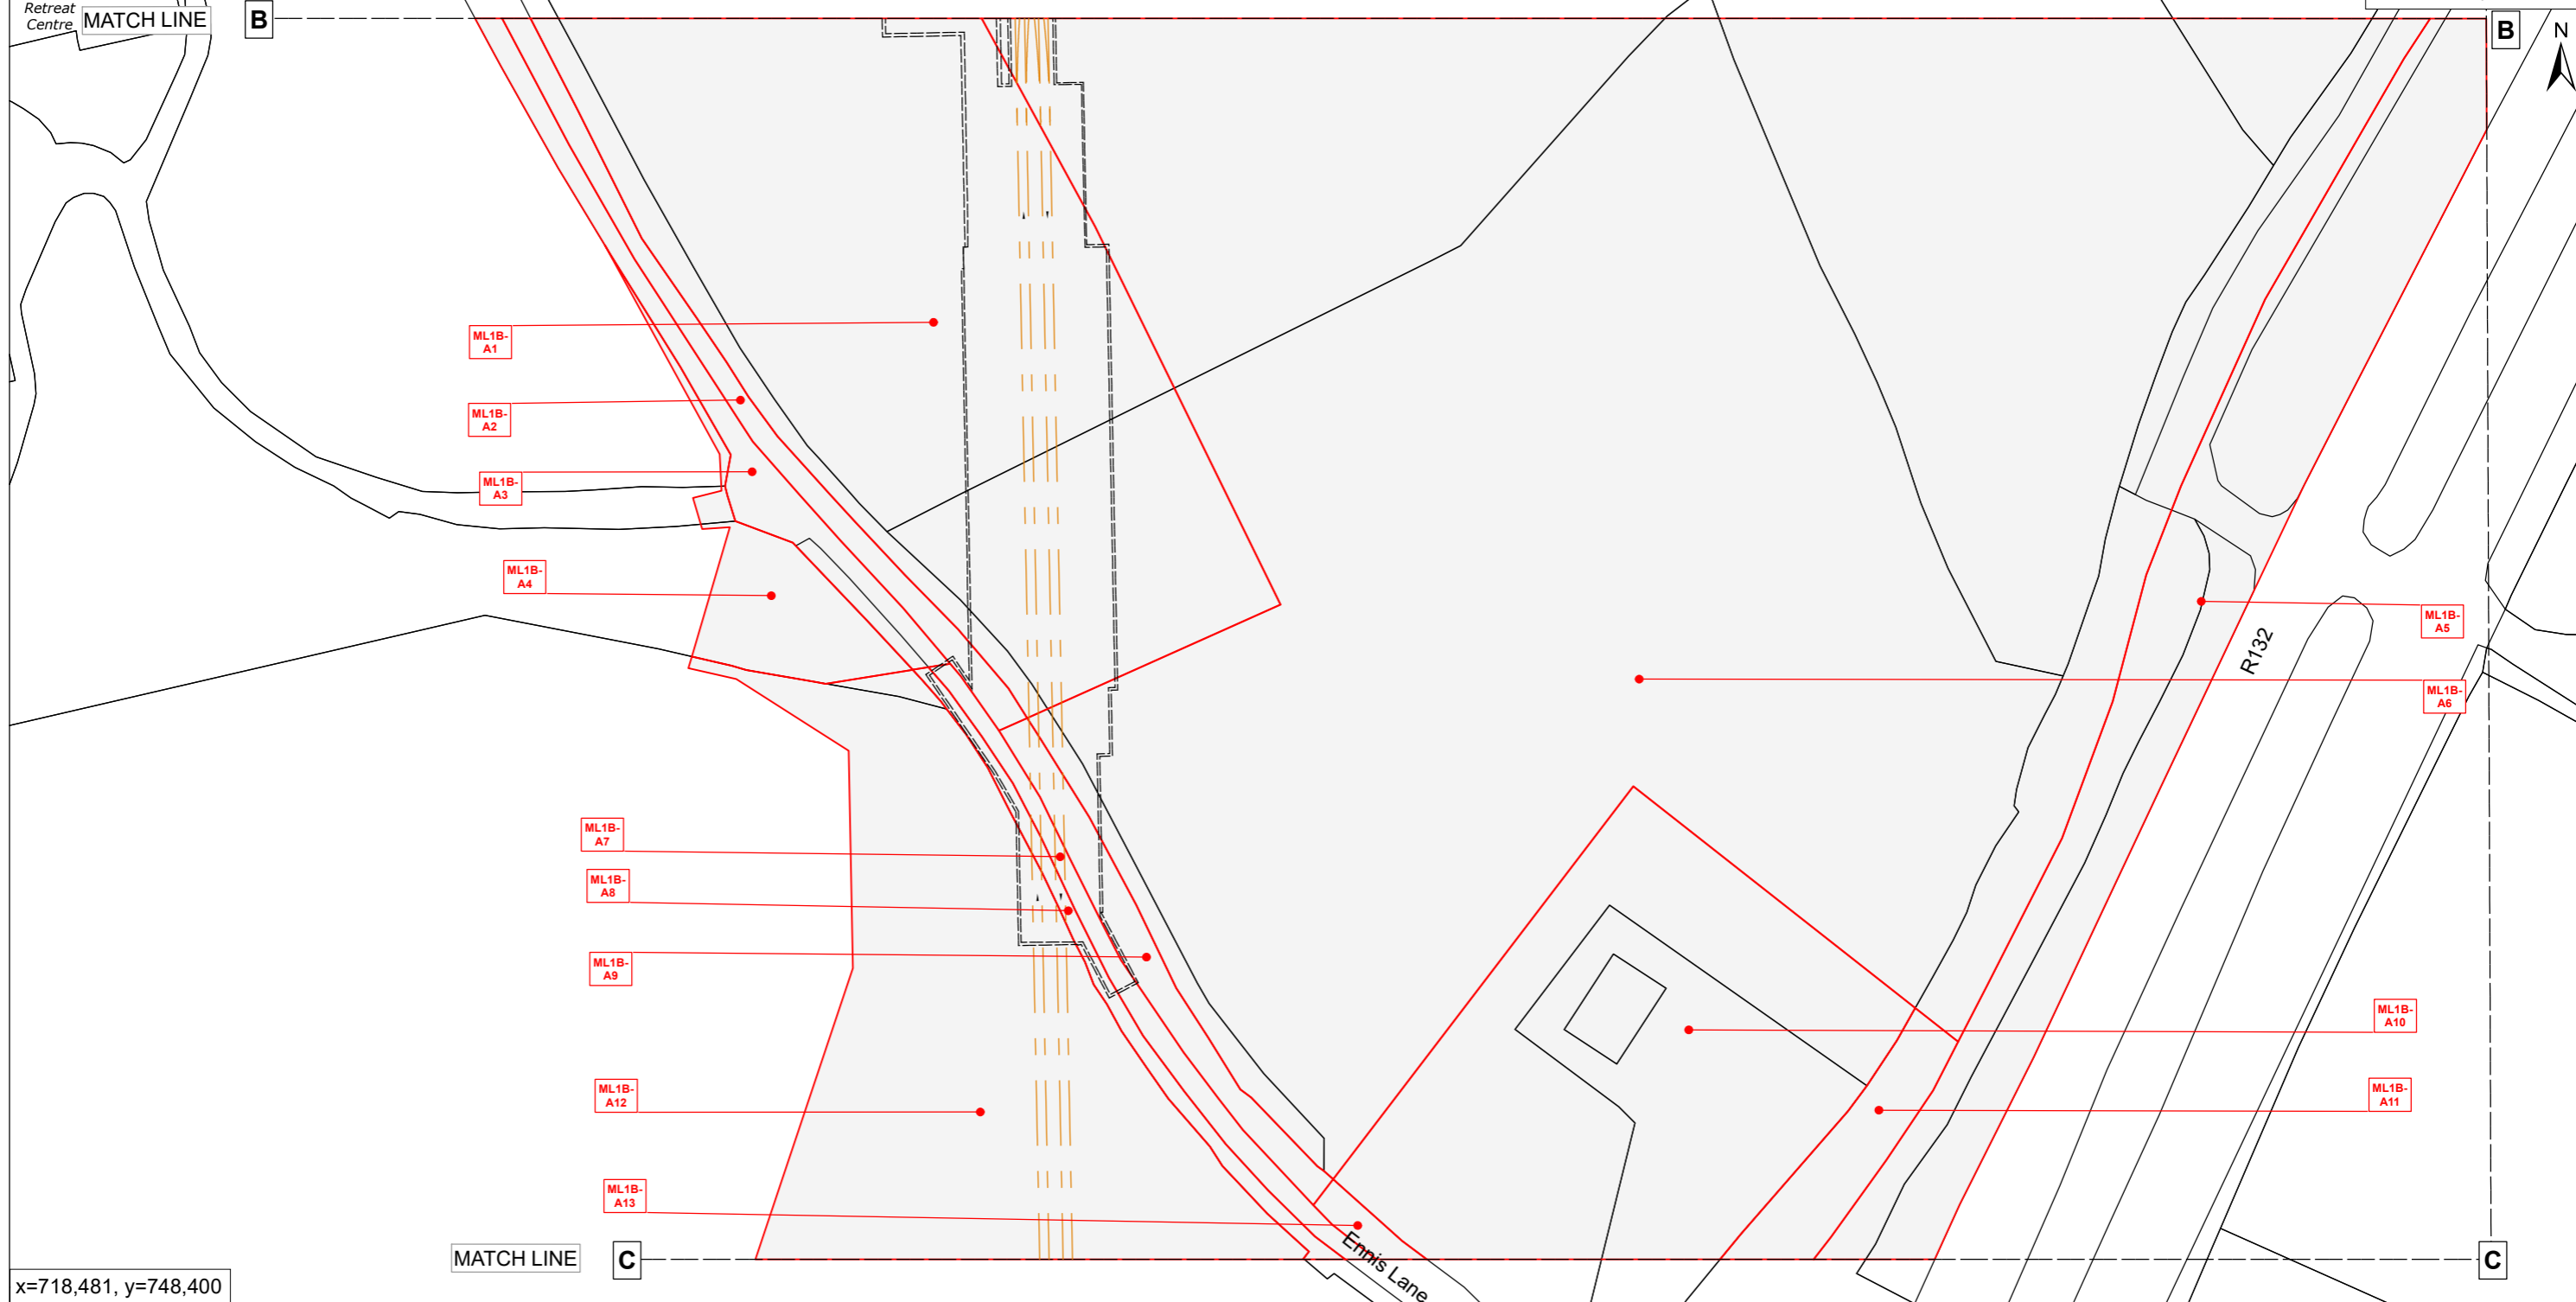 Retreat
Centre
MATCH LINE
B
B
N
ML1B-
A1
ML1B-
A2
ML1B-
A3
ML1B-
A4
ML1B-
A5
R132
ML1B-
A6
ML1B-
A7
ML1B-
A8
ML1B-
A9
ML1B-
A10
ML1B-
A11
ML1B-
A12
ML1B-
A13
Ennis Lane
MATCH LINE
C
C
x=718,481, y=748,400